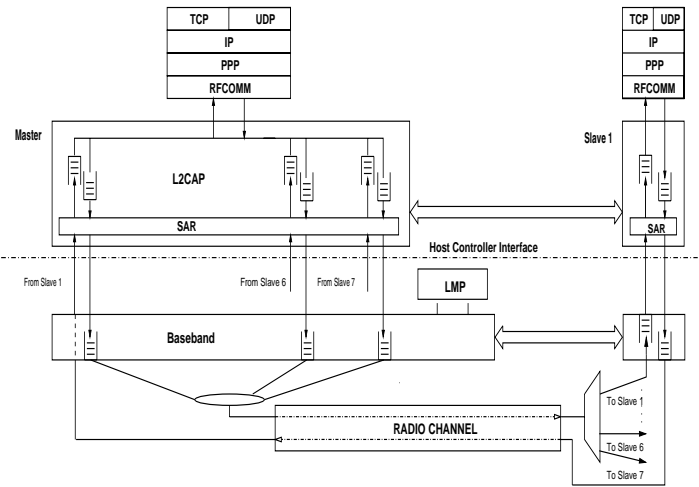 TCP UDP
IP
PPP
RFCOMM
TCP UDP
IP
PPP
RFCOMM
Master
Slave 1
L2CAP
SAR
SAR
Host Controller Interface
From Slave 1
From Slave 6
From Slave 7
LMP
Baseband
RADIO CHANNEL
To Slave 1
To Slave 6
To Slave 7